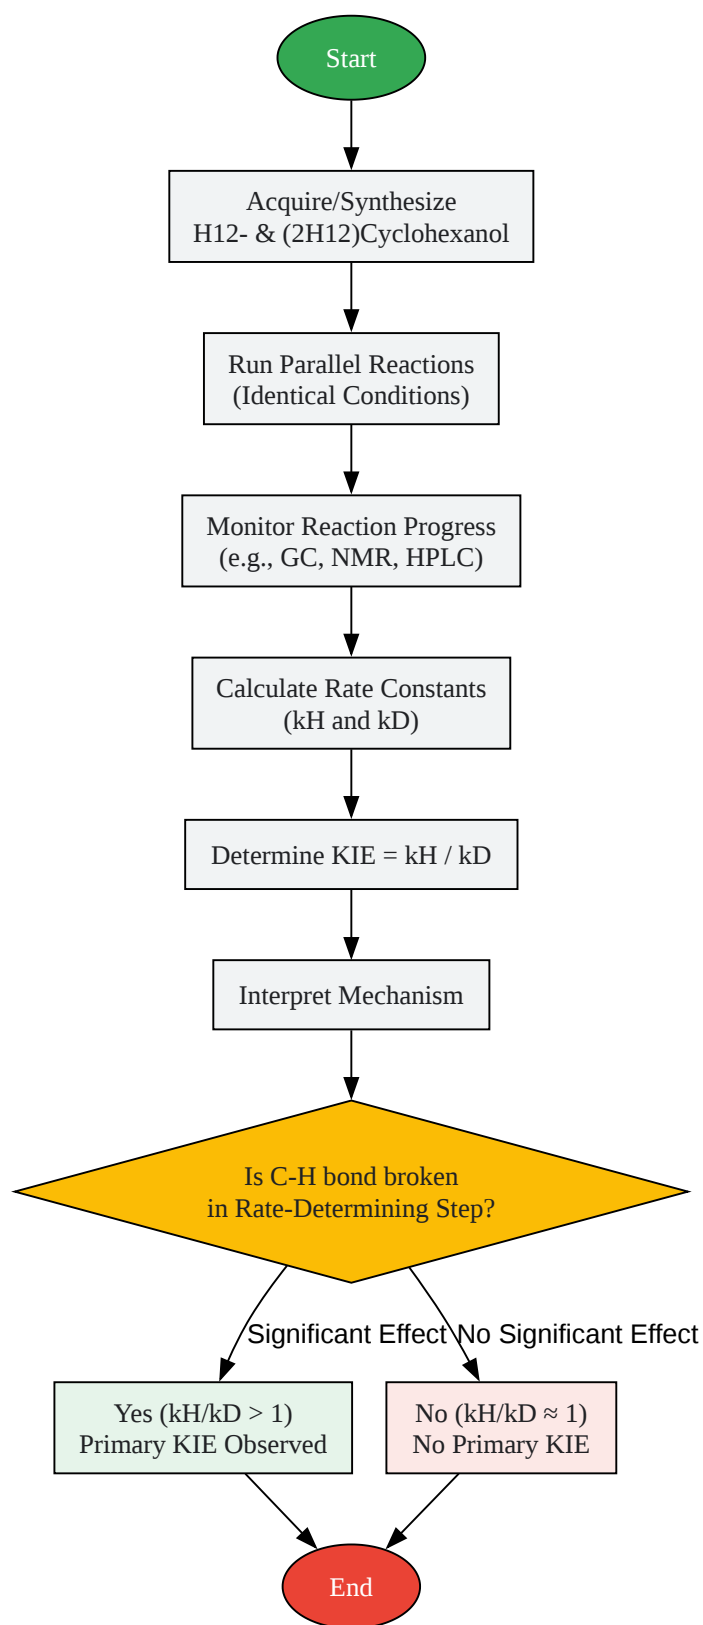 Start
Acquire/Synthesize
H12- & (2H12)Cyclohexanol
Run Parallel Reactions
(Identical Conditions)
Monitor Reaction Progress
(e.g., GC, NMR, HPLC)
Calculate Rate Constants
(kH and kD)
Determine KIE = kH / kD
Interpret Mechanism
Is C-H bond broken
in Rate-Determining Step?
Significant Effect
No Significant Effect
Yes (kH/kD > 1)
Primary KIE Observed
No (kH/kD ≈ 1)
No Primary KIE
End